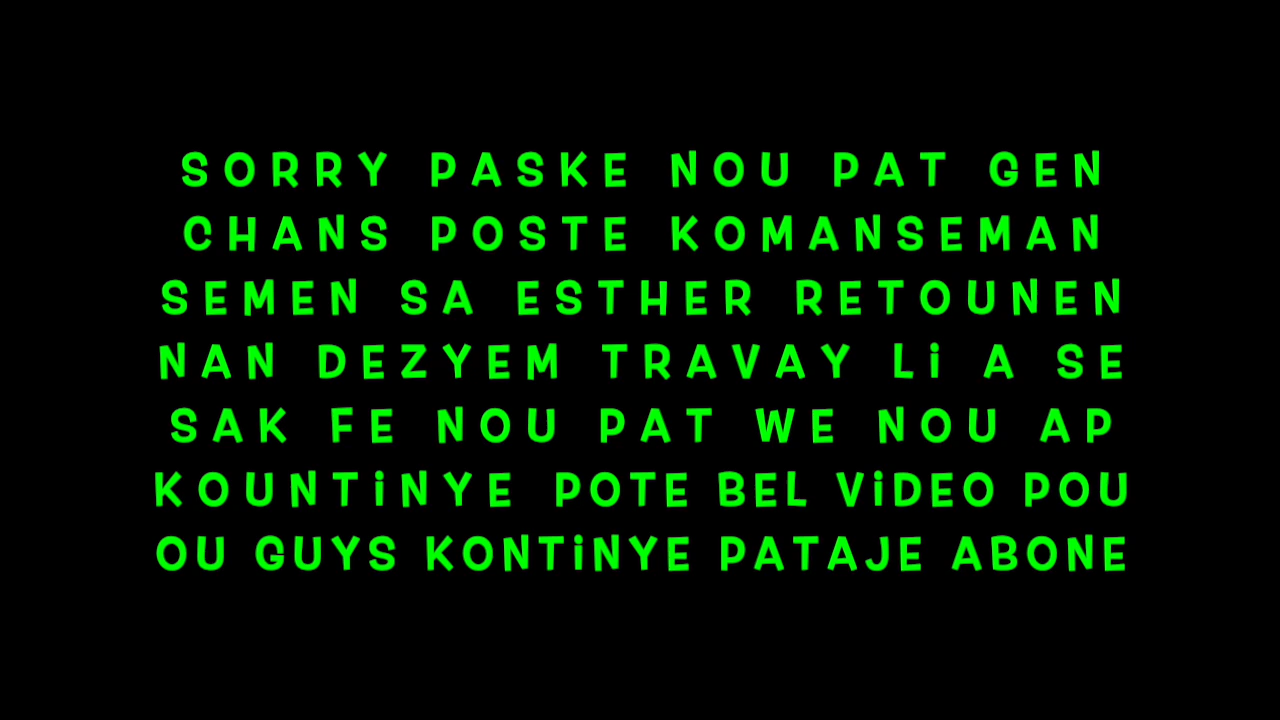 SORRY PASKE NOU PAT GEN
CHANS POSTE KOMANSEMAN
SEMEN SA ESTHER RETOUNEN
NAN DEZYEM TRAVAY Li A SE
SAK FE NOU PAT WE NOU AP
KOUNTiNYE POTE BEL ViDEO POU
OU GUYS KONTiNYE PATAJE ABONE